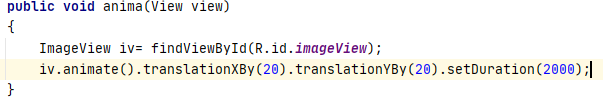 public void anima(View view)
{
    ImageView iv= findViewById(R.id.imageView);
    iv.animate().translationXBy(20).translationYBy(20).setDuration(2000);
}